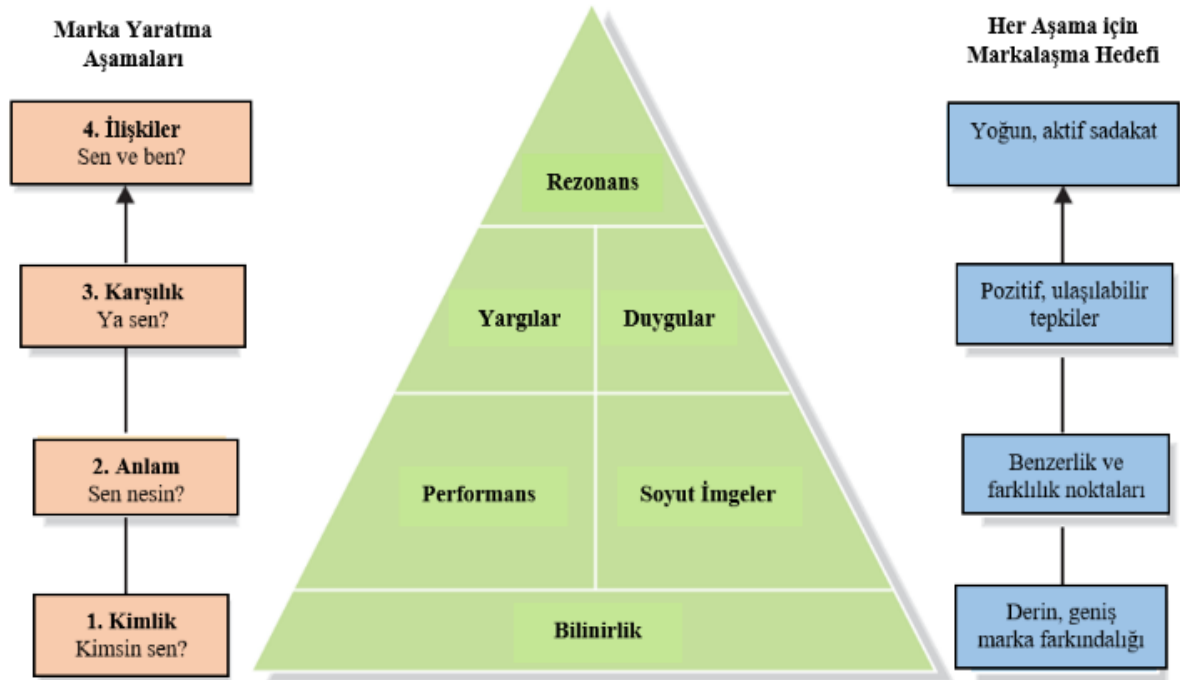 Marka Yaratma
Aşamaları
4. İlişkiler
Sen ve ben?
3. Karşılık
Ya sen?
2. Anlam
Sen nesin?
1. Kimlik
Kimsin sen?
Rezonans
Yargılar
Duygular
Performans
Soyut İmgeler
Bilinirlik
Her Aşama için
Markalaşma Hedefi
Yoğun, aktif sadakat
Pozitif, ulaşılabilir
tepkiler
Benzerlik ve
farklılık noktaları
Derin, geniş
marka farkındalığı